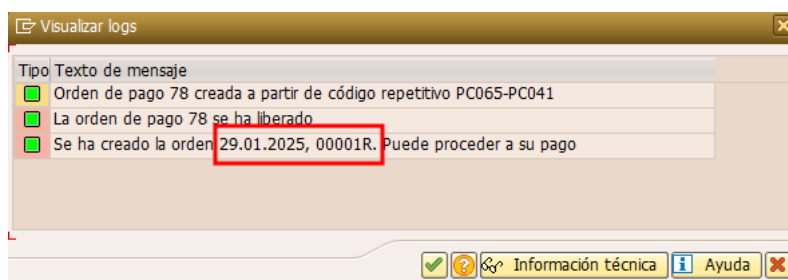 Visualizar logs
Tipo Texto de mensaje
Orden de pago 78 creada a partir de código repetitivo PC065-PC041
La orden de pago 78 se ha liberado
Se ha creado la orden 29.01.2025, 00001R. Puede proceder a su pago
Información técnica Ayuda